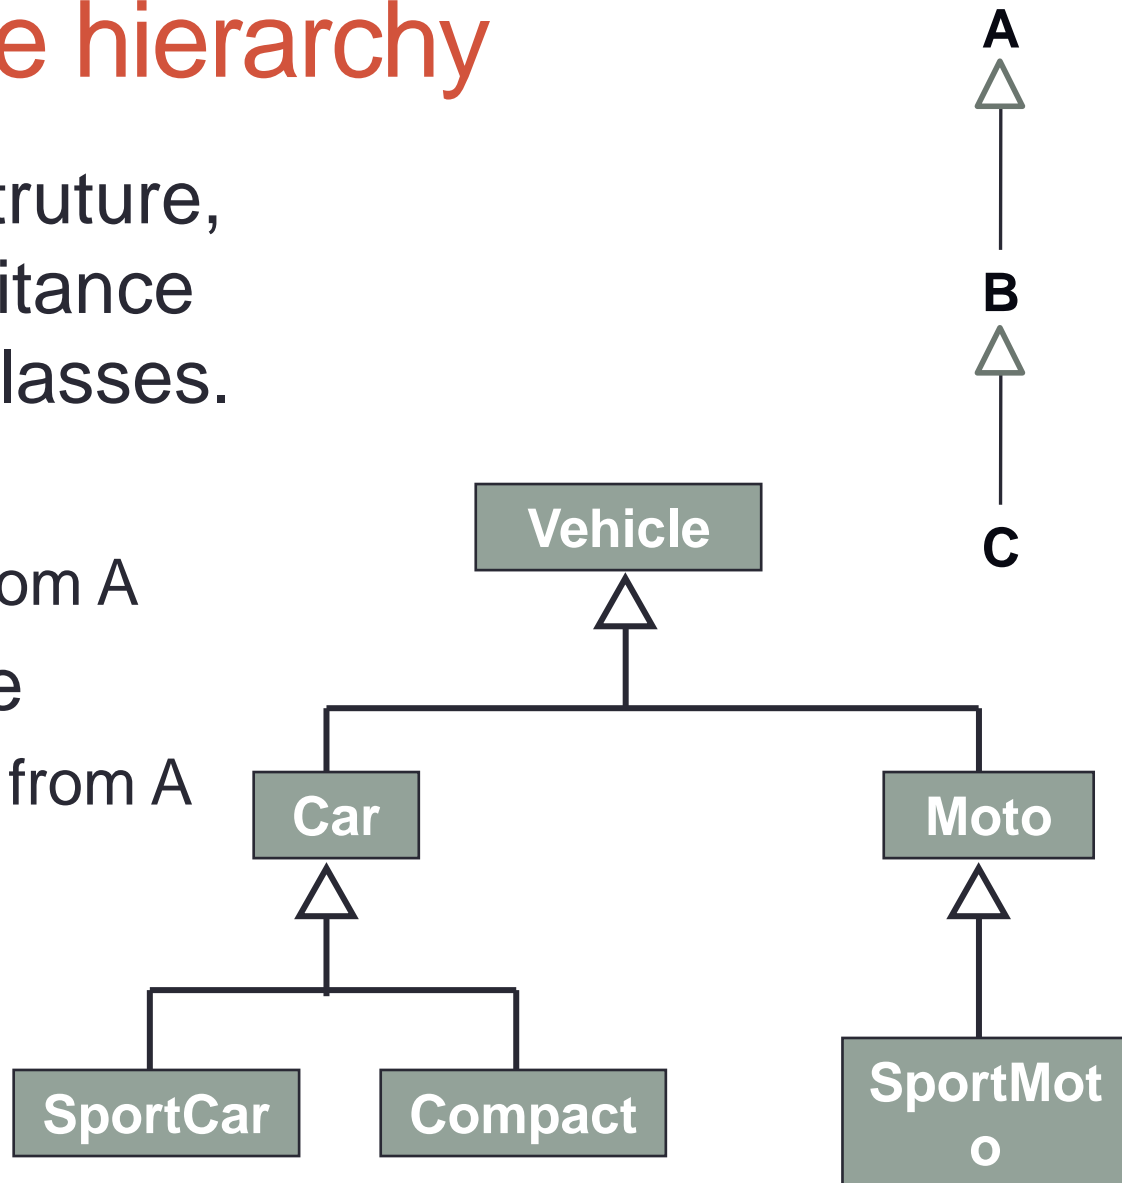 e hierarchy
truture,
itance
lasses.
om A
e
from A
A
B
C
Vehicle
Car
Moto
SportCar
Compact
SportMot
o